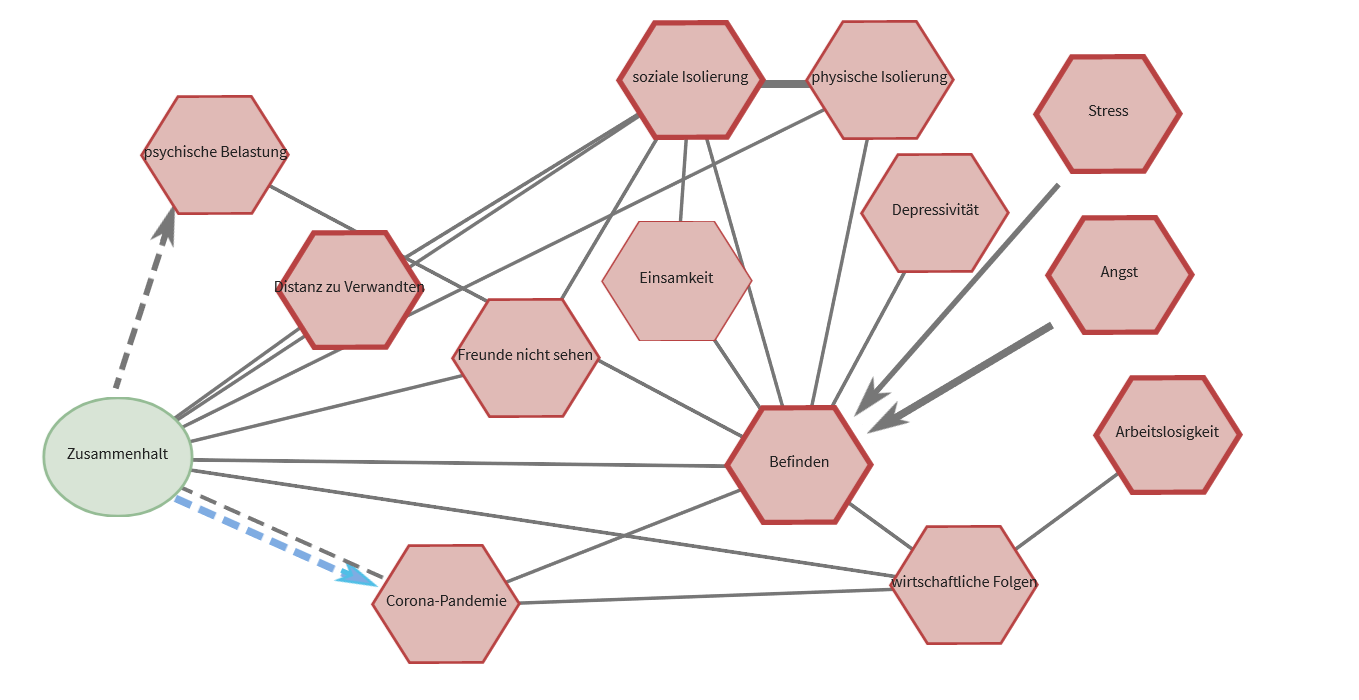 soziale Isolierung
physische Isolierung
Stress
psychische Belastung
Depressivität
Angst
Einsamkeit
Distanz zu Verwandten
Freunde nicht sehen
Arbeitslosigkeit
Zusammenhalt
Befinden
wirtschaftliche Folgen
Corona-Pandemie